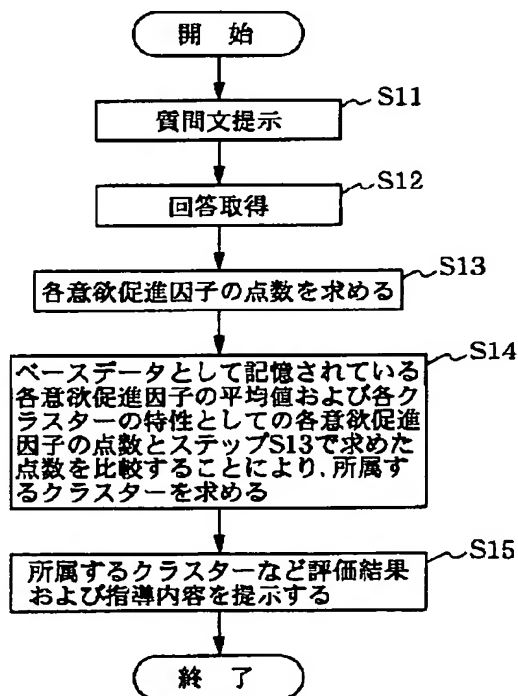 開 始
S11
質問文提示
S12
回答取得
S13
各意欲促進因子の点数を求める
S14
ベースデータとして記憶されている
各意欲促進因子の平均値および各ク
ラスターの特性としての各意欲促進
因子の点数とステップS13で求めた
点数を比較することにより,所属す
るクラスターを求める
S15
所属するクラスターなど評価結果
および指導内容を提示する
終 了